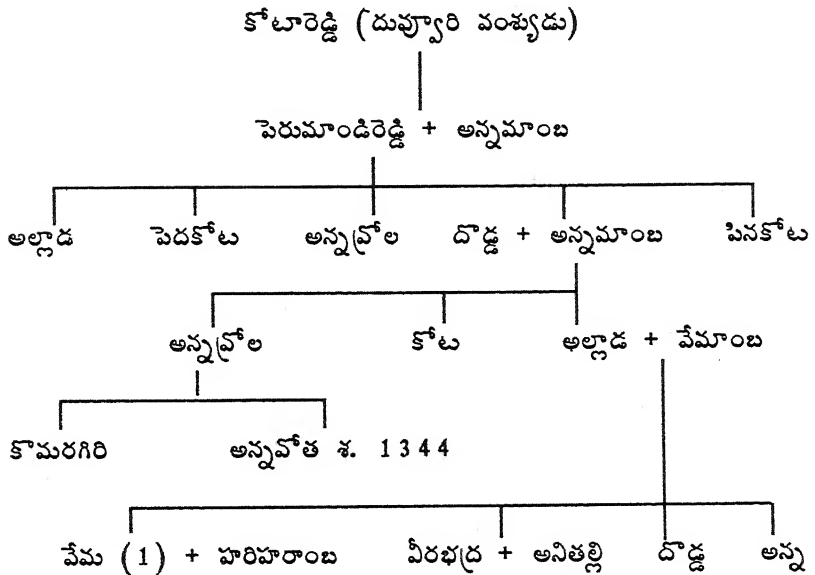 కోటారెడ్డి (దువ్వూరి వంశ్యుడు)
పెరుమాండిరెడ్డి + అన్నమాంబ
అల్లాడ పెదకోట అన్నవ్రోల దొడ్డ + అన్నమాంబ పినకోట
అన్నవ్రోల కోట అల్లాడ + వేమాంబ
కొమరగిరి అన్నవోత శ. 1344
వేమ (1) + హరిహరాంబ వీరభద్ర + అనితల్లి దొడ్డ అన్న